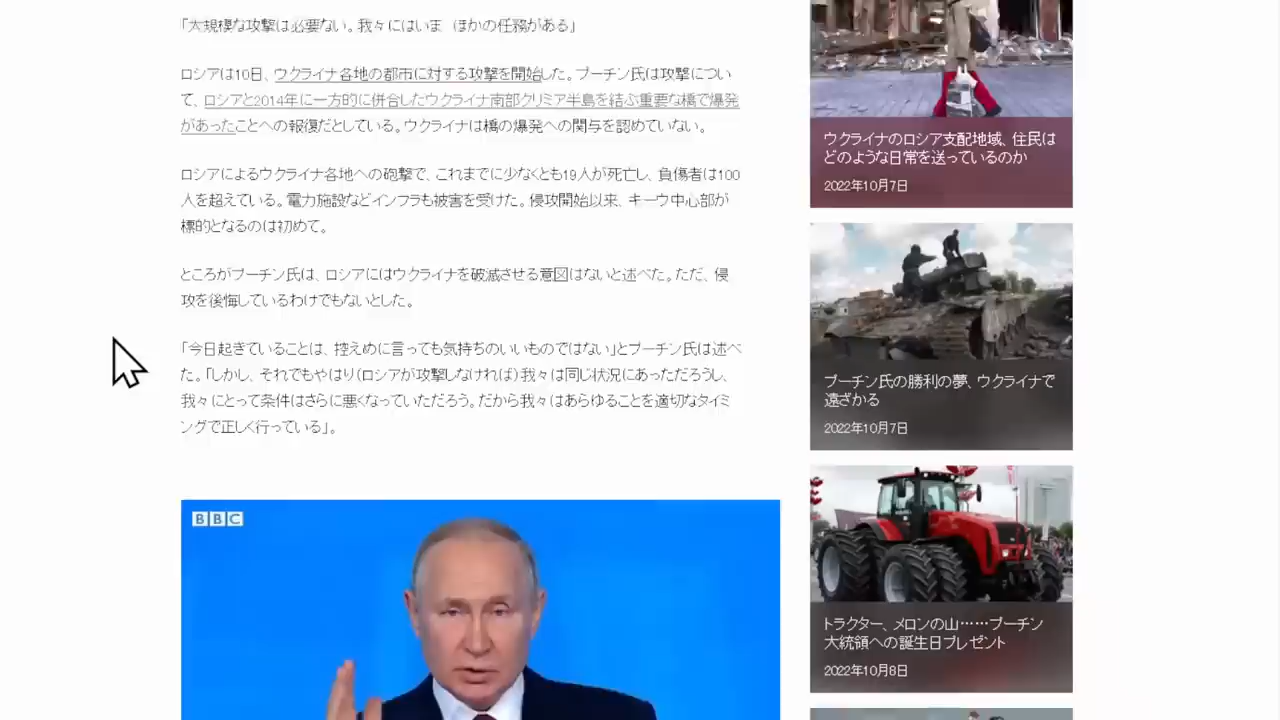 「大規模な攻撃は必要ない。我々にはいま ほかの任務がある」
ロシアは10日、ウクライナ各地の都市に対する攻撃を開始した。プーチン氏は攻撃につい
て、ロシアと2014年に一方的に併合したウクライナ南部クリミア半島を結ぶ重要な橋で爆発
があったことへの報復だとしている。ウクライナは橋の爆発への関与を認めていない。
ロシアによるウクライナ各地への砲撃で、これまでに少なくとも19人が死亡し、負傷者は100
人を超えている。電力施設などインフラも被害を受けた。侵攻開始以来、キーウ中心部が
標的となるのは初めて。
ところがプーチン氏は、ロシアにはウクライナを破滅させる意図はないと述べた。ただ、侵
攻を後悔しているわけでもないとした。
「今日起きていることは、控えめに言っても気持ちのいいものではない」とプーチン氏は述べ
た。「しかし、それでもやはり（ロシアが攻撃しなければ）我々は同じ状況にあっただろうし、
我々にとって条件はさらに悪くなっていただろう。だから我々はあらゆることを適切なタイミ
ングで正しく行っている」。
BBC
ウクライナのロシア支配地域、住民は
どのような日常を送っているのか
2022年10月7日
プーチン氏の勝利の夢、ウクライナで
遠ざかる
2022年10月7日
トラクター、メロンの山……プーチン
大統領への誕生日プレゼント
2022年10月8日